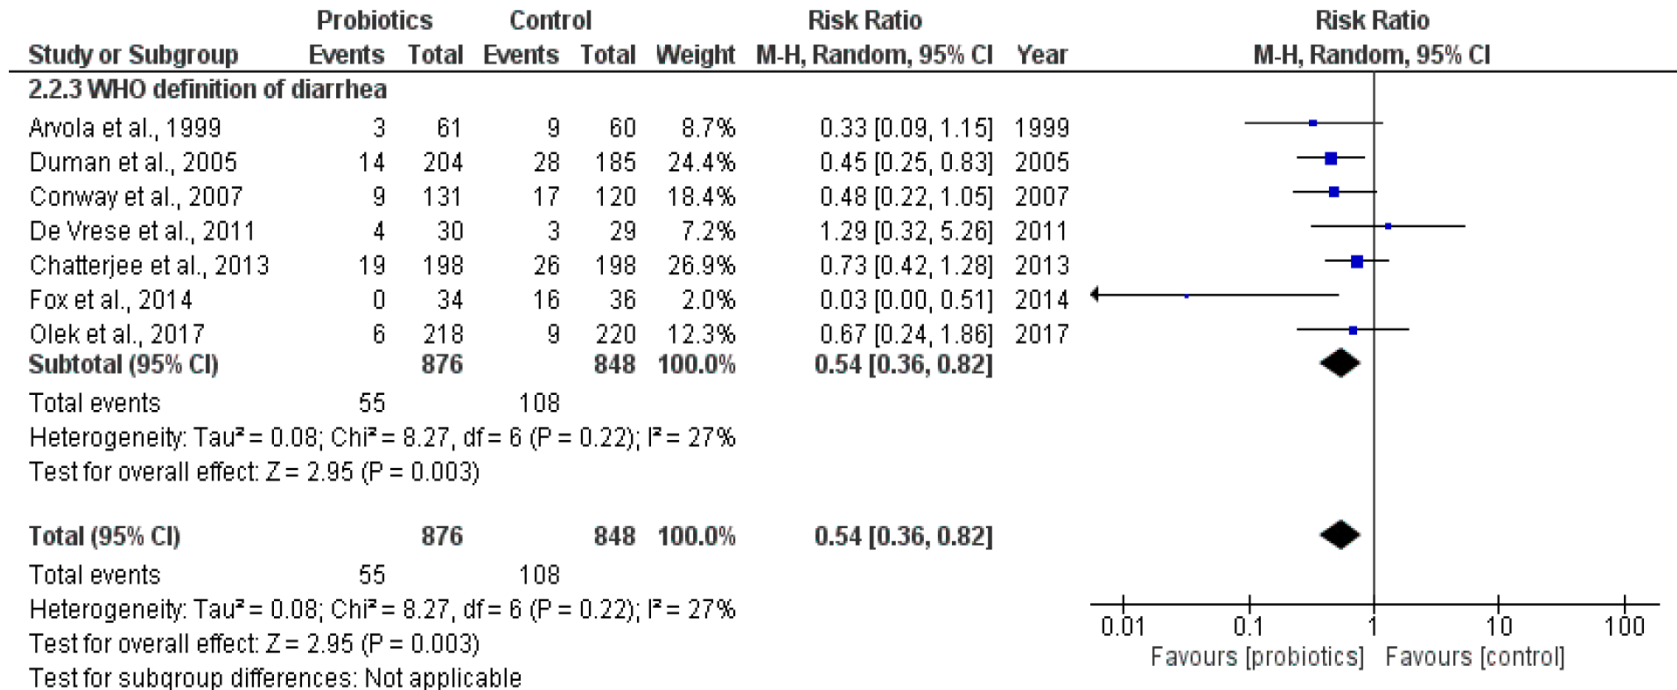 Probiotics Control Risk Ratio Risk Ratio
Study or Subgroup Events Total Events Total Weight M-H, Random, 95% CI Year M-H, Random, 95% CI
2.2.3 WHO definition of diarrhea
Arvola et al., 1999 3 61 9 60 8.7% 0.33 [0.09, 1.15] 1999
Duman et al., 2005 14 204 28 185 24.4% 0.45 [0.25, 0.83] 2005
Conway et al., 2007 9 131 17 120 18.4% 0.48 [0.22, 1.05] 2007
De Vrese et al., 2011 4 30 3 29 7.2% 1.29 [0.32, 5.26] 2011
Chatterjee et al., 2013 19 198 26 198 26.9% 0.73 [0.42, 1.28] 2013
Fox et al., 2014 0 34 16 36 2.0% 0.03 [0.00, 0.51] 2014
Olek et al., 2017 6 218 9 220 12.3% 0.67 [0.24, 1.86] 2017
Subtotal (95% CI) 876 848 100.0% 0.54 [0.36, 0.82]
Total events 55 108
Heterogeneity: Tau² = 0.08; Chi² = 8.27, df = 6 (P = 0.22); I² = 27%
Test for overall effect: Z = 2.95 (P = 0.003)
Total (95% CI) 876 848 100.0% 0.54 [0.36, 0.82]
Total events 55 108
Heterogeneity: Tau² = 0.08; Chi² = 8.27, df = 6 (P = 0.22); I² = 27%
Test for overall effect: Z = 2.95 (P = 0.003)
Test for subgroup differences: Not applicable
0.01 0.1 1 10 100
Favours [probiotics] Favours [control]